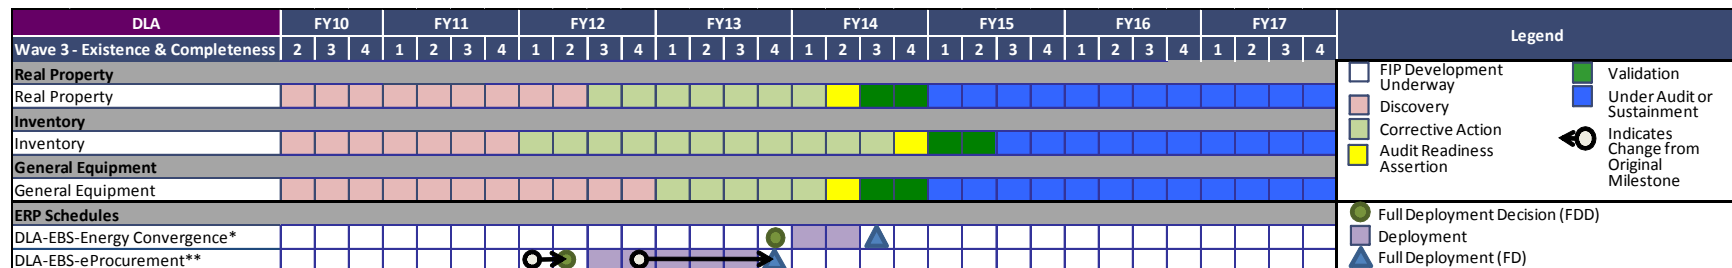 DLA FY10 FY11 FY12 FY13 FY14 FY15 FY16 FY17
Wave 3 - Existence & Completeness 2 3 4 1 2 3 4 1 2 3 4 1 2 3 4 1 2 3 4 1 2 3 4 1 2 3 4 1 2 3 4
Real Property
Real Property
Inventory
Inventory
General Equipment
General Equipment
ERP Schedules
DLA-EBS-Energy Convergence*
DLA-EBS-eProcurement**
Legend
FIP Development
Underway
Discovery
Corrective Action
Audit Readiness
Assertion
Validation
Under Audit or
Sustainment
Indicates
Change from
Original
Milestone
Full Deployment Decision (FDD)
Deployment
Full Deployment (FD)